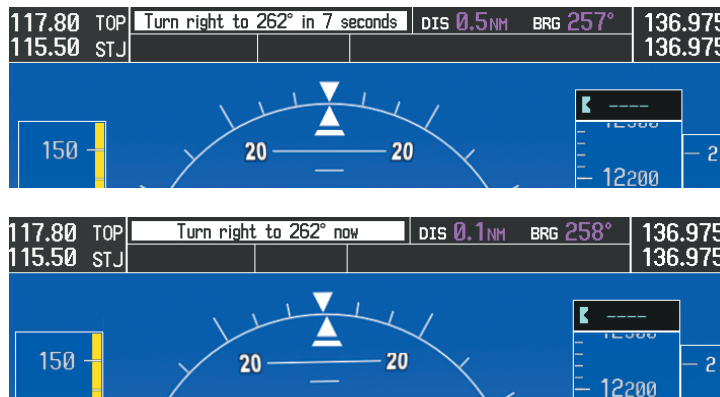 117.80 TOP Turn right to 262° in 7 seconds DIS 0.5NM BRG 257° 136.975
115.50 STJ 136.975
----
150
20 20
2
12200
117.80 TOP Turn right to 262° now DIS 0.1NM BRG 258° 136.975
115.50 STJ 136.975
----
150
20 20
2
12200